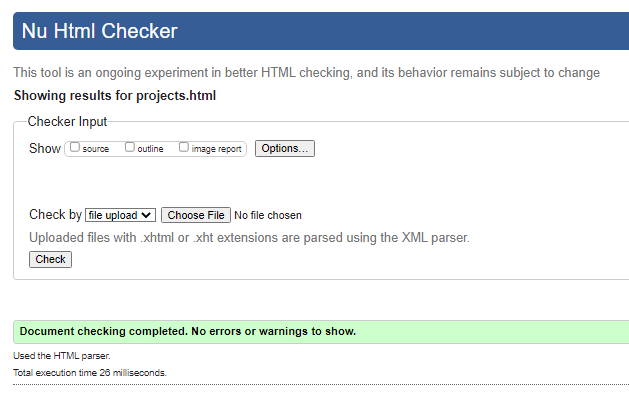 Nu Html Checker
This tool is an ongoing experiment in better HTML checking, and its behavior remains subject to change
Showing results for projects.html
Checker Input
Show source outline image report Options...
Check by file upload Choose File No file chosen
Uploaded files with .xhtml or .xht extensions are parsed using the XML parser.
Check
Document checking completed. No errors or warnings to show.
Used the HTML parser.
Total execution time 26 milliseconds.